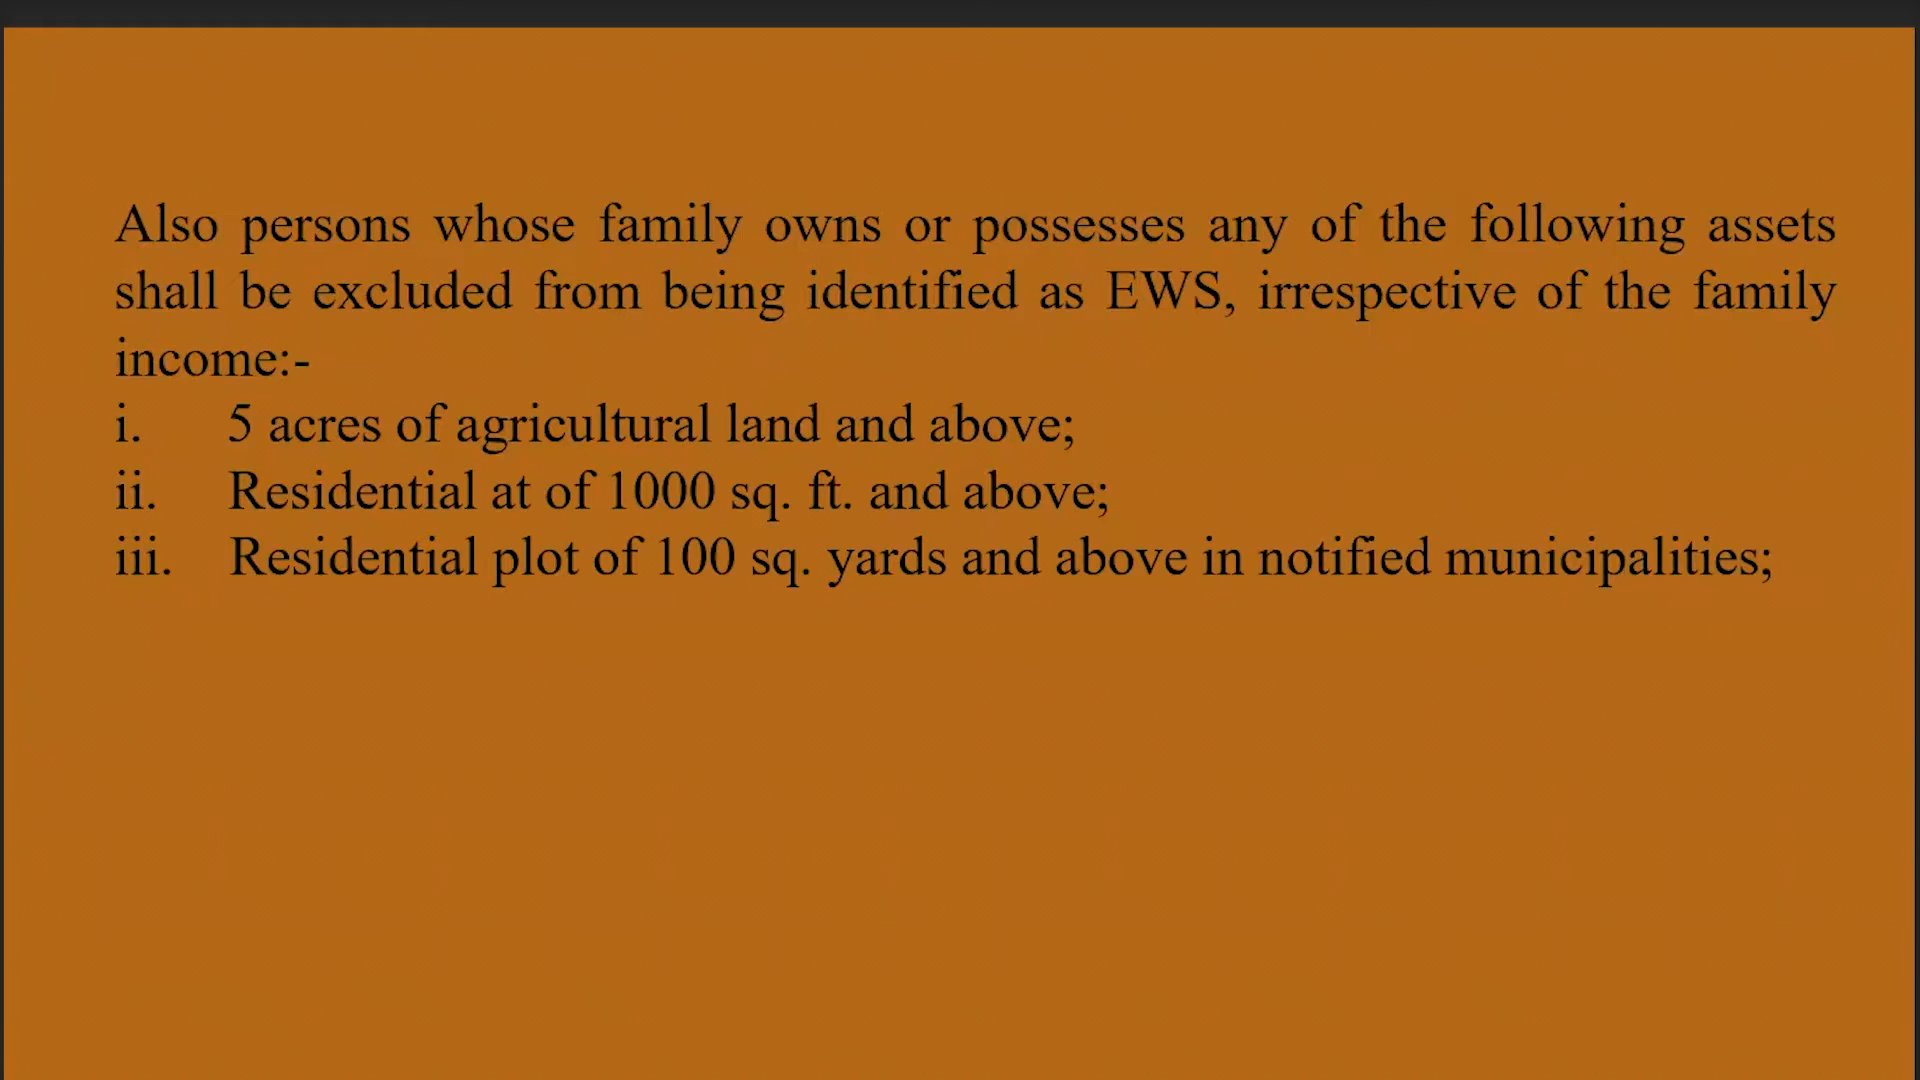 Also persons whose family owns or possesses any of the following assets
shall be excluded from being identified as EWS, irrespective of the family
income:-
i. 5 acres of agricultural land and above;
ii. Residential at of 1000 sq. ft. and above;
iii. Residential plot of 100 sq. yards and above in notified municipalities;